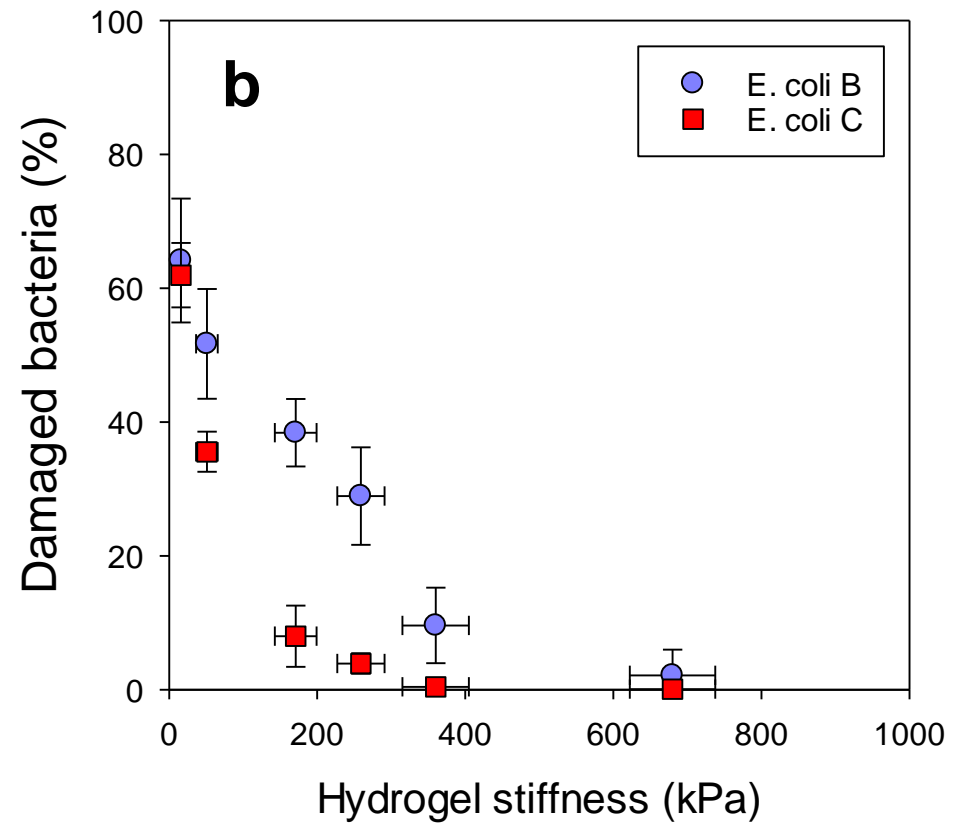 b
E. coli B
E. coli C
Damaged bacteria (%)
100
80
60
40
20
0
0 200 400 600 800 1000
Hydrogel stiffness (kPa)